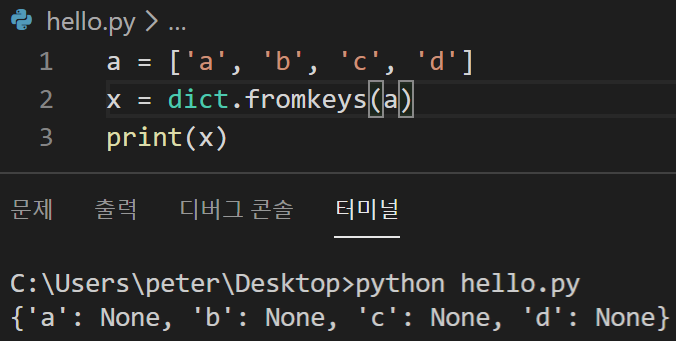 hello.py > ...
1 a = ['a', 'b', 'c', 'd']
2 x = dict.fromkeys(a)
3 print(x)
문제 출력 디버그 콘솔 터미널
C:\Users\peter\Desktop>python hello.py
{'a': None, 'b': None, 'c': None, 'd': None}